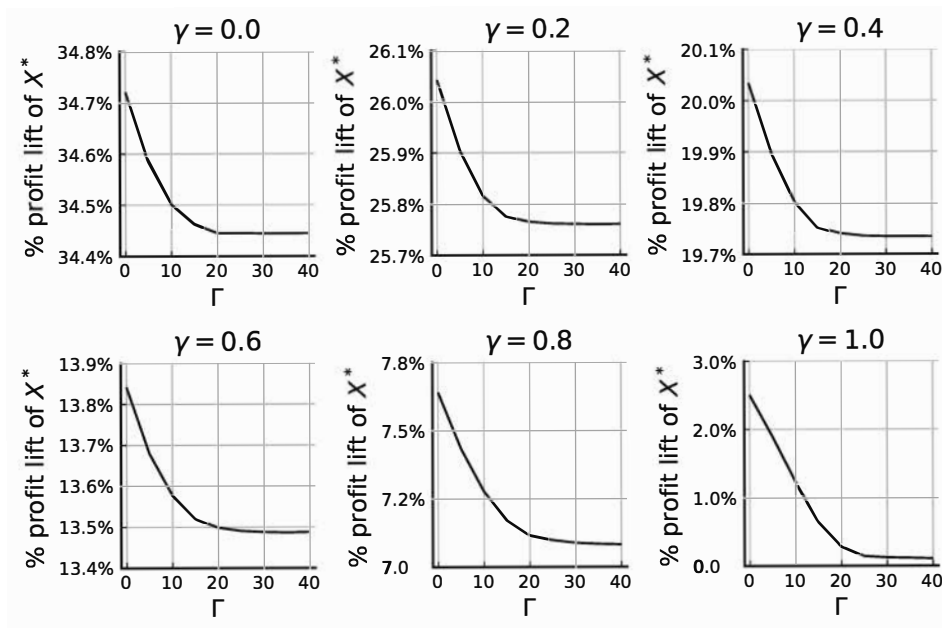 γ = 0.0
% profit lift of X*
34.8%
34.7%
34.6%
34.5%
34.4%
0 10 20 30 40
Γ
γ = 0.2
% profit lift of X*
26.1%
26.0%
25.9%
25.8%
25.7%
0 10 20 30 40
Γ
γ = 0.4
% profit lift of X*
20.1%
20.0%
19.9%
19.8%
19.7%
0 10 20 30 40
Γ
γ = 0.6
% profit lift of X*
13.9%
13.8%
13.7%
13.6%
13.5%
13.4%
0 10 20 30 40
Γ
γ = 0.8
% profit lift of X*
7.8%
7.5%
7.2%
7.0
0 10 20 30 40
Γ
γ = 1.0
% profit lift of X*
3.0%
2.0%
1.0%
0.0
0 10 20 30 40
Γ